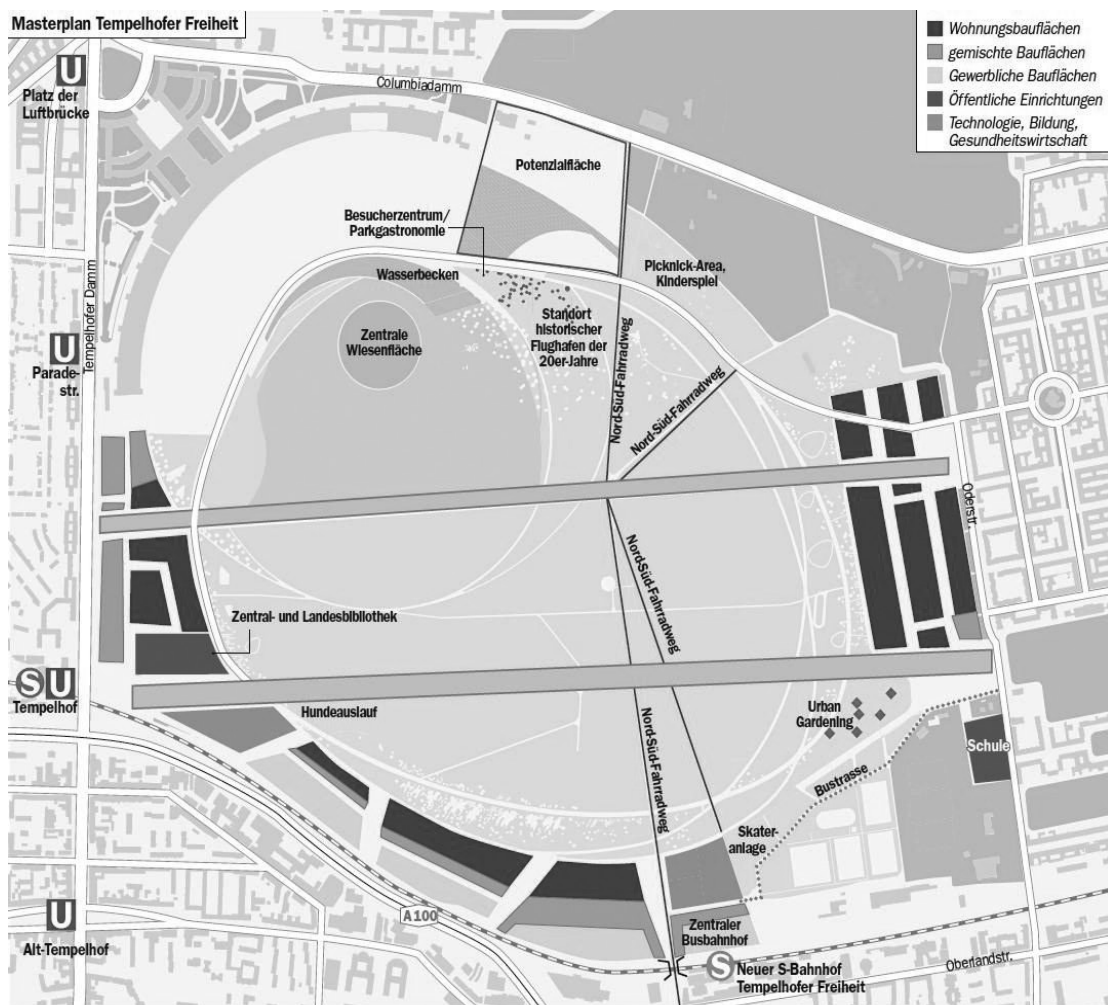 Masterplan Tempelhofer Freiheit
Wohnungsbauflächen
gemischte Bauflächen
Gewerbliche Bauflächen
Öffentliche Einrichtungen
Technologie, Bildung,
Gesundheitswirtschaft
U
Platz der
Luftbrücke
Columbiadamm
Potenzialfläche
Besucherzentrum/
Parkgastronomie
Wasserbecken
Picknick-Area,
Kinderspiel
Tempelhofer Damm
Zentrale
Wiesenfläche
Standort
historischer
Flughafen der
20er-Jahre
U
Parade-
str.
Nord-Süd-Fahrradweg
Nord-Süd-Fahrradweg
Oderstr.
Nord-Süd-Fahrradweg
Zentral- und Landesbibliothek
S U
Tempelhof
Hundeauslauf
Urban
Gardening
Nord-Süd-Fahrradweg
Schule
Bustrasse
Skater-
anlage
A 100
U
Alt-Tempelhof
Zentraler
Busbahnhof
S
Neuer S-Bahnhof
Tempelhofer Freiheit
Oberlandstr.